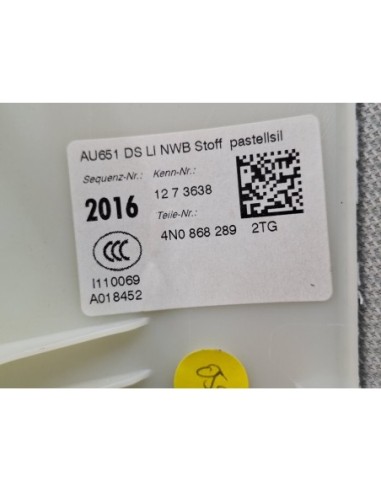 AU651 DS LI NWB Stoff pastellsil
Sequenz-Nr.: Kenn-Nr.:
2016 12 7 3638
Teile-Nr.:
4N0 868 289 2TG
CCC
I110069
A018452